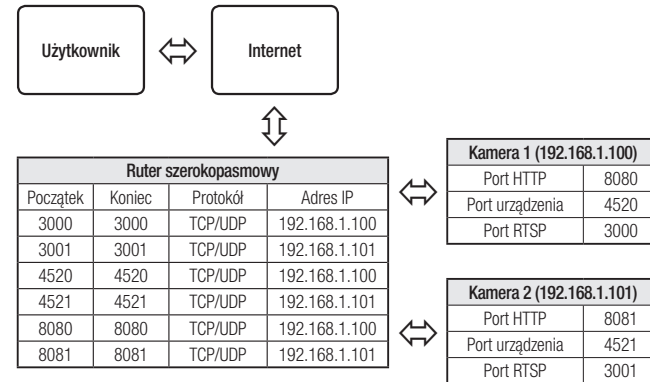 Użytkownik
Internet
Ruter szerokopasmowy
Początek Koniec Protokół Adres IP
3000 3000 TCP/UDP 192.168.1.100
3001 3001 TCP/UDP 192.168.1.101
4520 4520 TCP/UDP 192.168.1.100
4521 4521 TCP/UDP 192.168.1.101
8080 8080 TCP/UDP 192.168.1.100
8081 8081 TCP/UDP 192.168.1.101
Kamera 1 (192.168.1.100)
Port HTTP 8080
Port urządzenia 4520
Port RTSP 3000
Kamera 2 (192.168.1.101)
Port HTTP 8081
Port urządzenia 4521
Port RTSP 3001